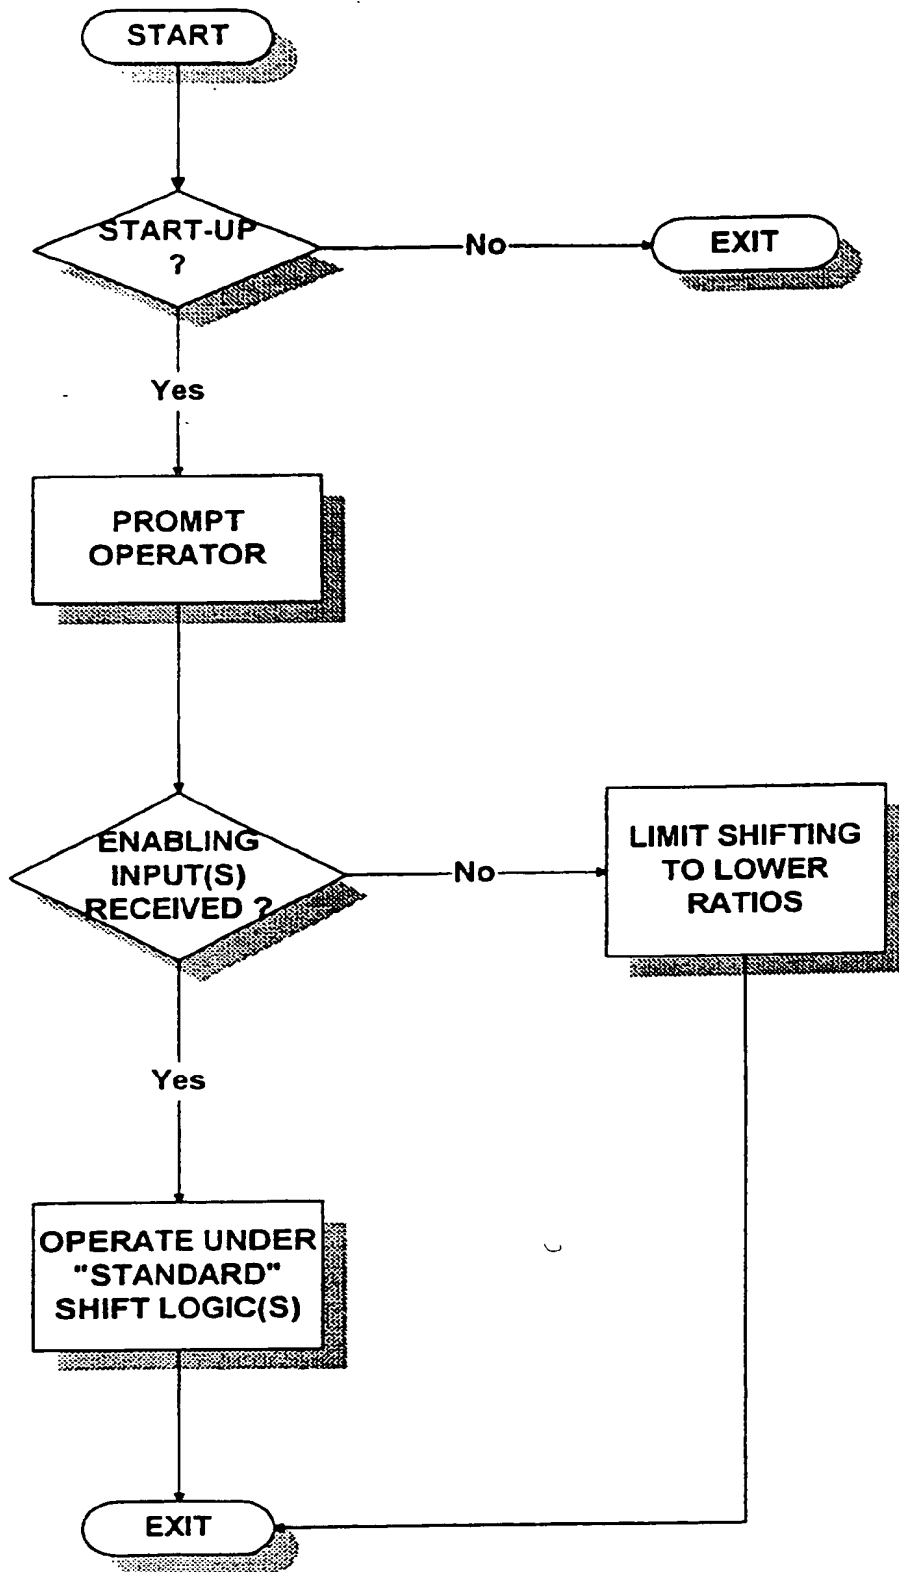 START
START-UP
?
No
EXIT
Yes
PROMPT
OPERATOR
ENABLING
INPUT(S)
RECEIVED ?
No
LIMIT SHIFTING
TO LOWER
RATIOS
Yes
OPERATE UNDER
"STANDARD"
SHIFT LOGIC(S)
EXIT